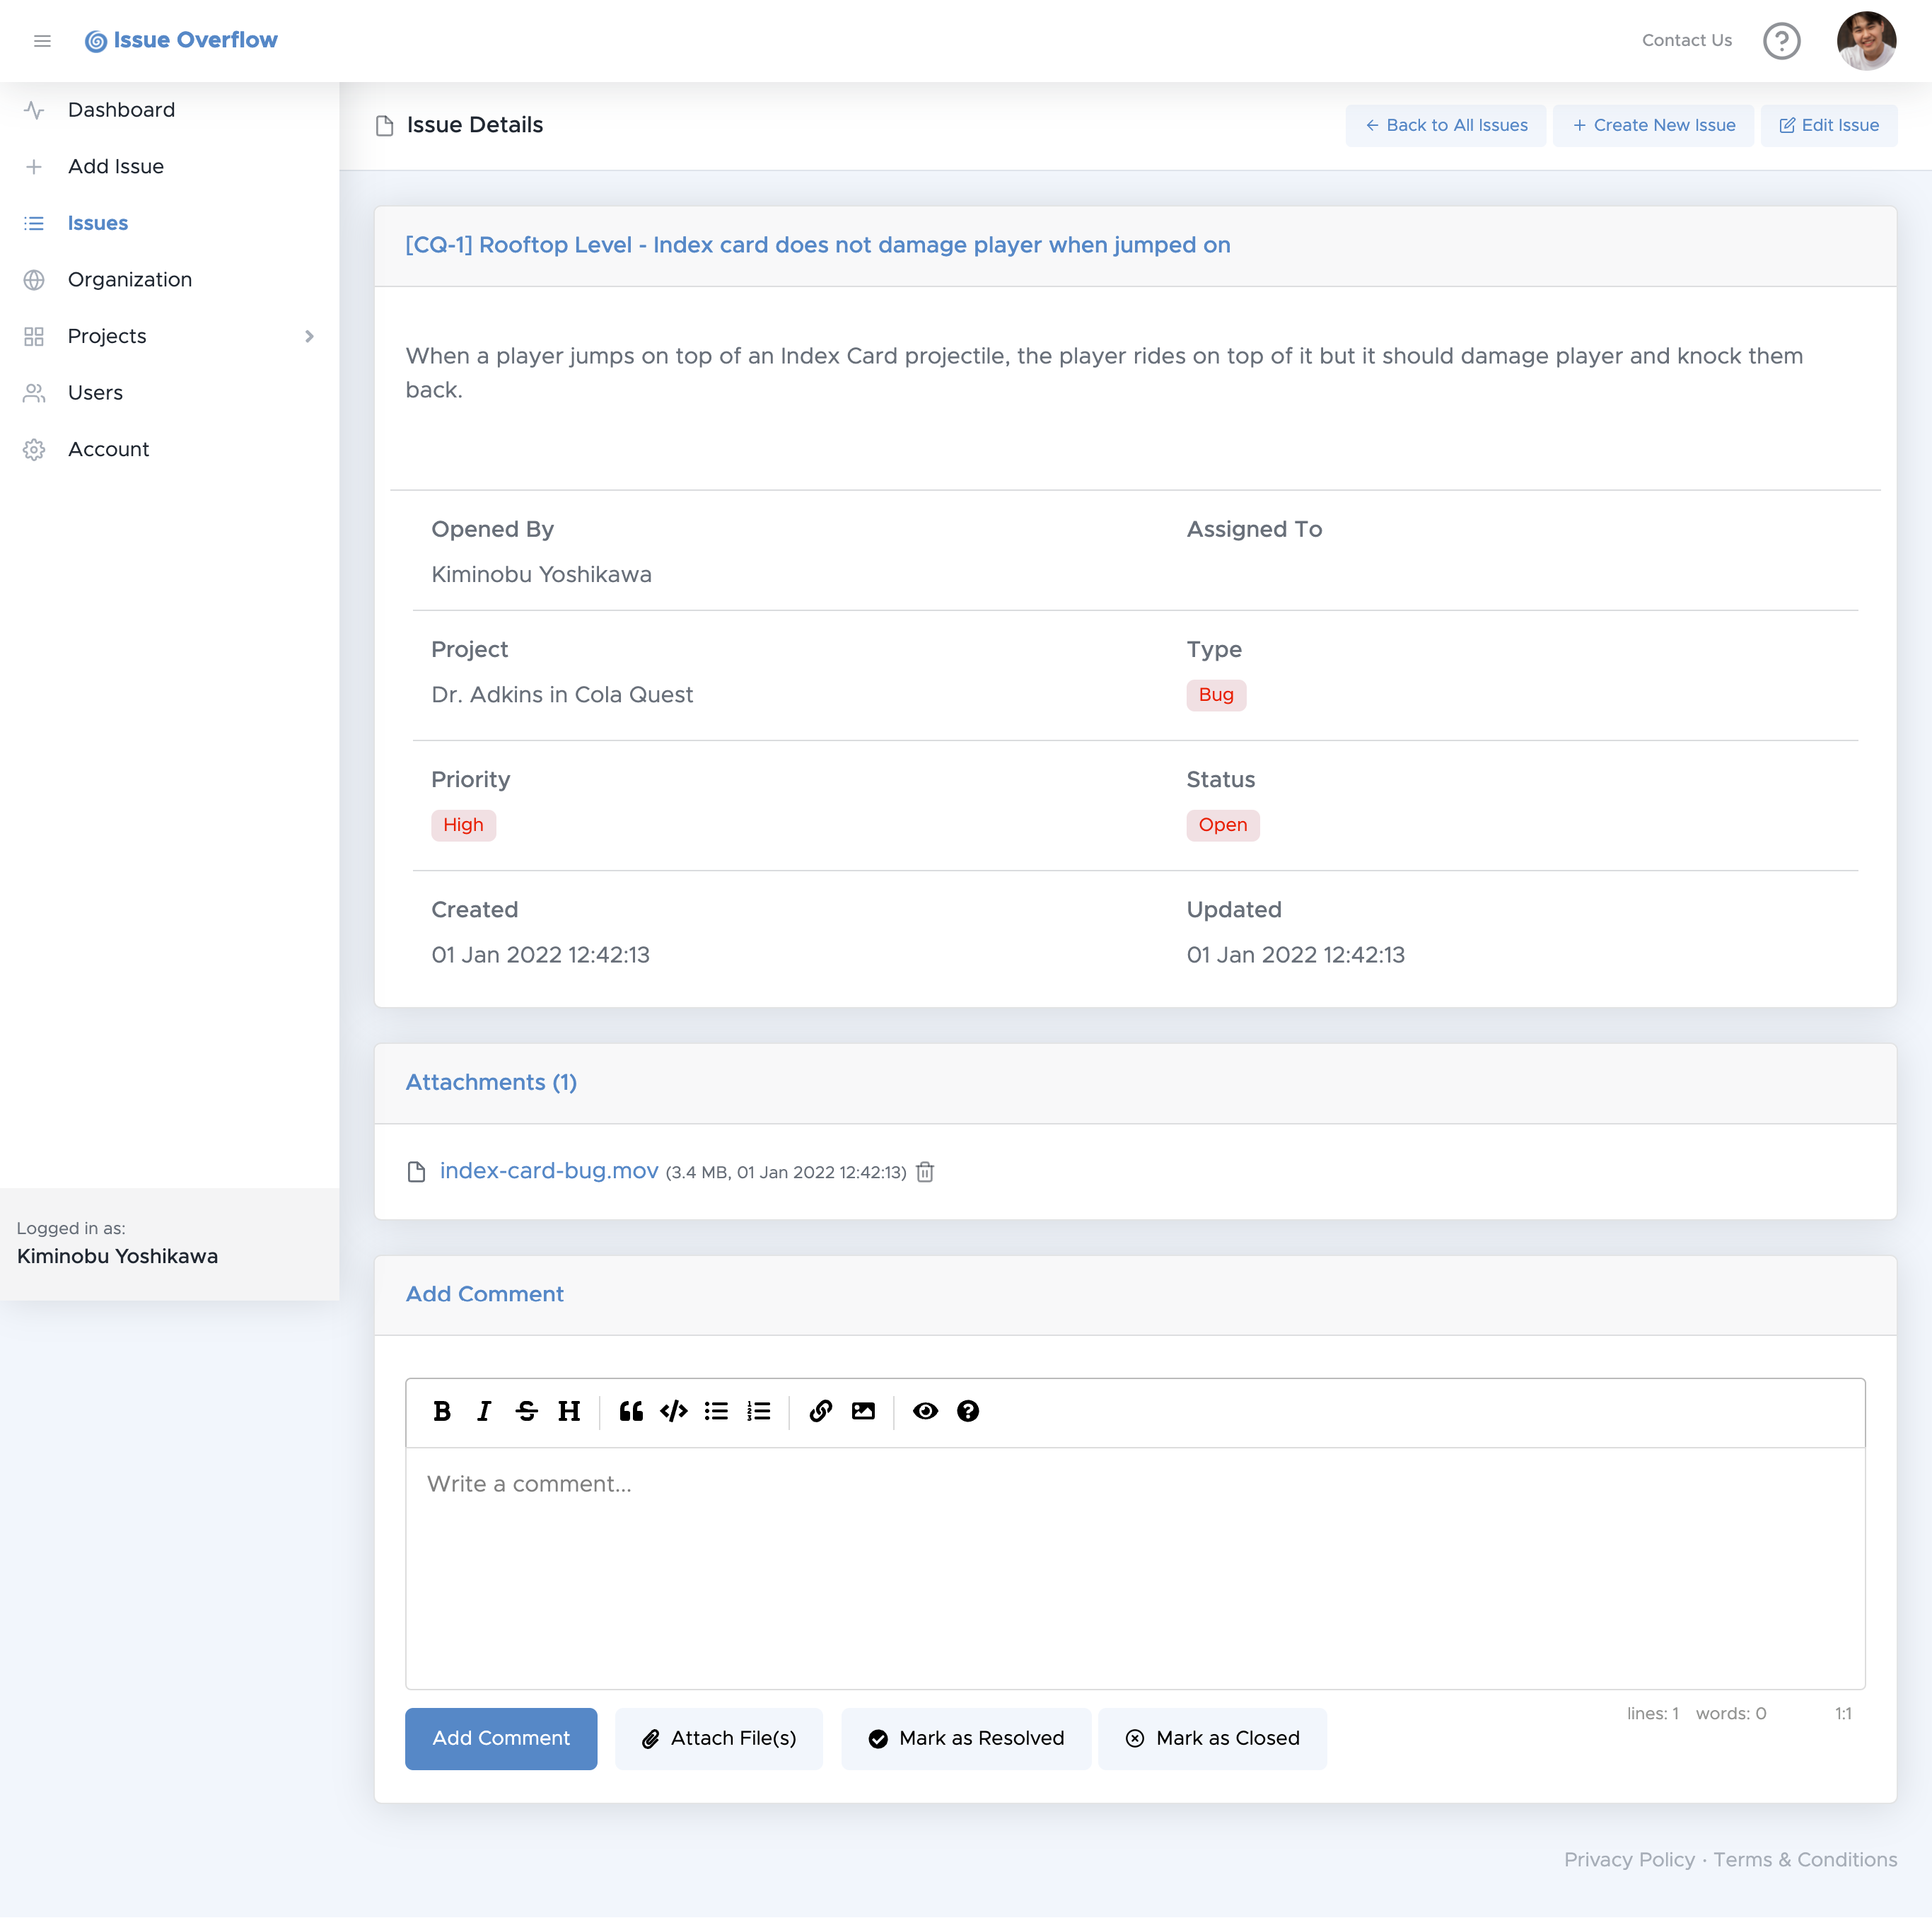 Issue Overflow
Contact Us
Dashboard
Add Issue
Issues
Organization
Projects
Users
Account
Logged in as:
Kiminobu Yoshikawa
Issue Details
Back to All Issues
Create New Issue
Edit Issue
[CQ-1] Rooftop Level - Index card does not damage player when jumped on
When a player jumps on top of an Index Card projectile, the player rides on top of it but it should damage player and knock them
back.
Opened By
Kiminobu Yoshikawa
Assigned To
Project
Dr. Adkins in Cola Quest
Type
Bug
Priority
High
Status
Open
Created
01 Jan 2022 12:42:13
Updated
01 Jan 2022 12:42:13
Attachments (1)
index-card-bug.mov (3.4 MB, 01 Jan 2022 12:42:13)
Add Comment
Write a comment...
lines: 1 words: 0 1:1
Add Comment
Attach File(s)
Mark as Resolved
Mark as Closed
Privacy Policy · Terms & Conditions